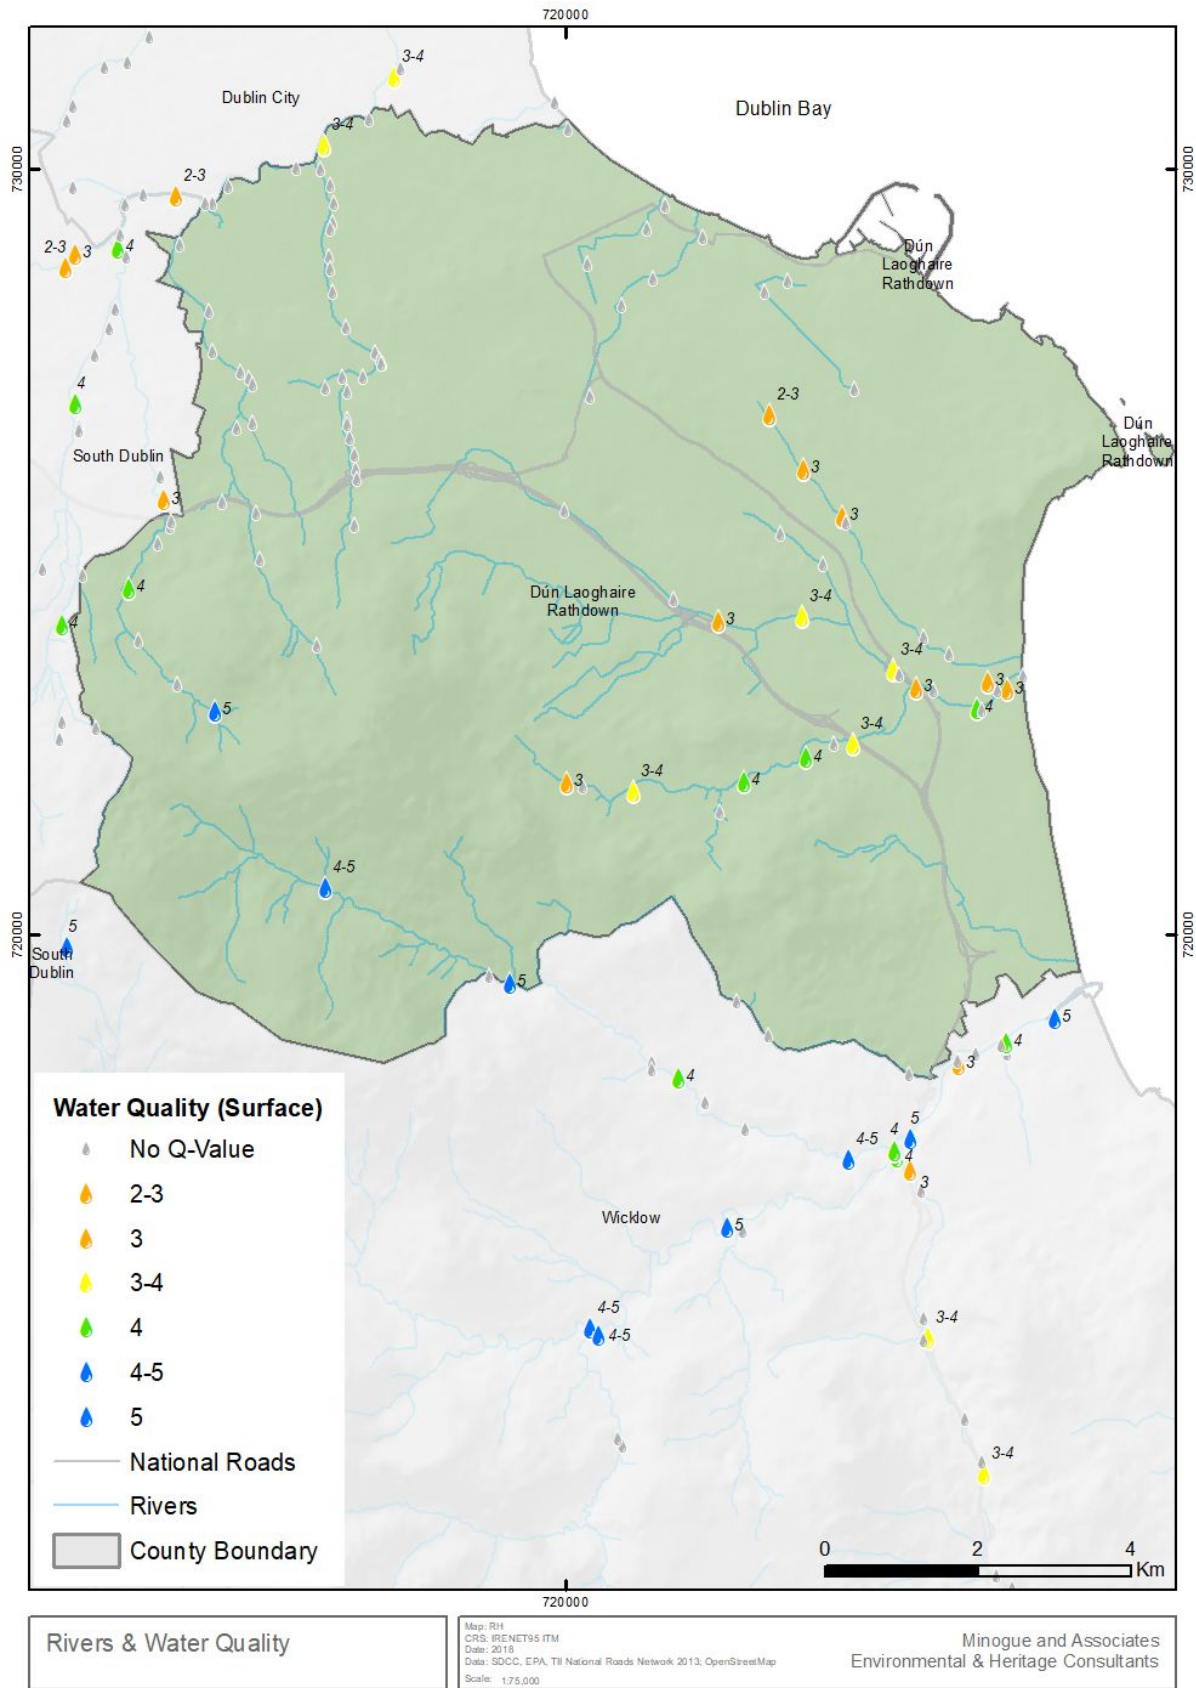 720000
3-4
Dublin City
Dublin Bay
3-4
730000
730000
2-3
2-3
3
4
Dún
Laoghaire
Rathdown
4
2-3
South Dublin
Dún
Laoghaire
Rathdown
3
3
3
4
Dún Laoghaire
Rathdown
3-4
3
4
3-4
3
3
3
5
4
3-4
4
3
3-4
4
4-5
5
South
Dublin
720000
720000
5
5
4
3
4
Water Quality (Surface)
No Q-Value
2-3
3
3-4
4
4-5
5
National Roads
Rivers
County Boundary
5
4
4-5
4
3
Wicklow
5
4-5
4-5
3-4
3-4
0
2
4
Km
720000
Rivers & Water Quality
Map: RH
CRS: IRENET95 ITM
Date: 2018
Data: SDCC, EPA, TII National Roads Network 2013; OpenStreetMap
Scale: 1:75,000
Minogue and Associates
Environmental & Heritage Consultants